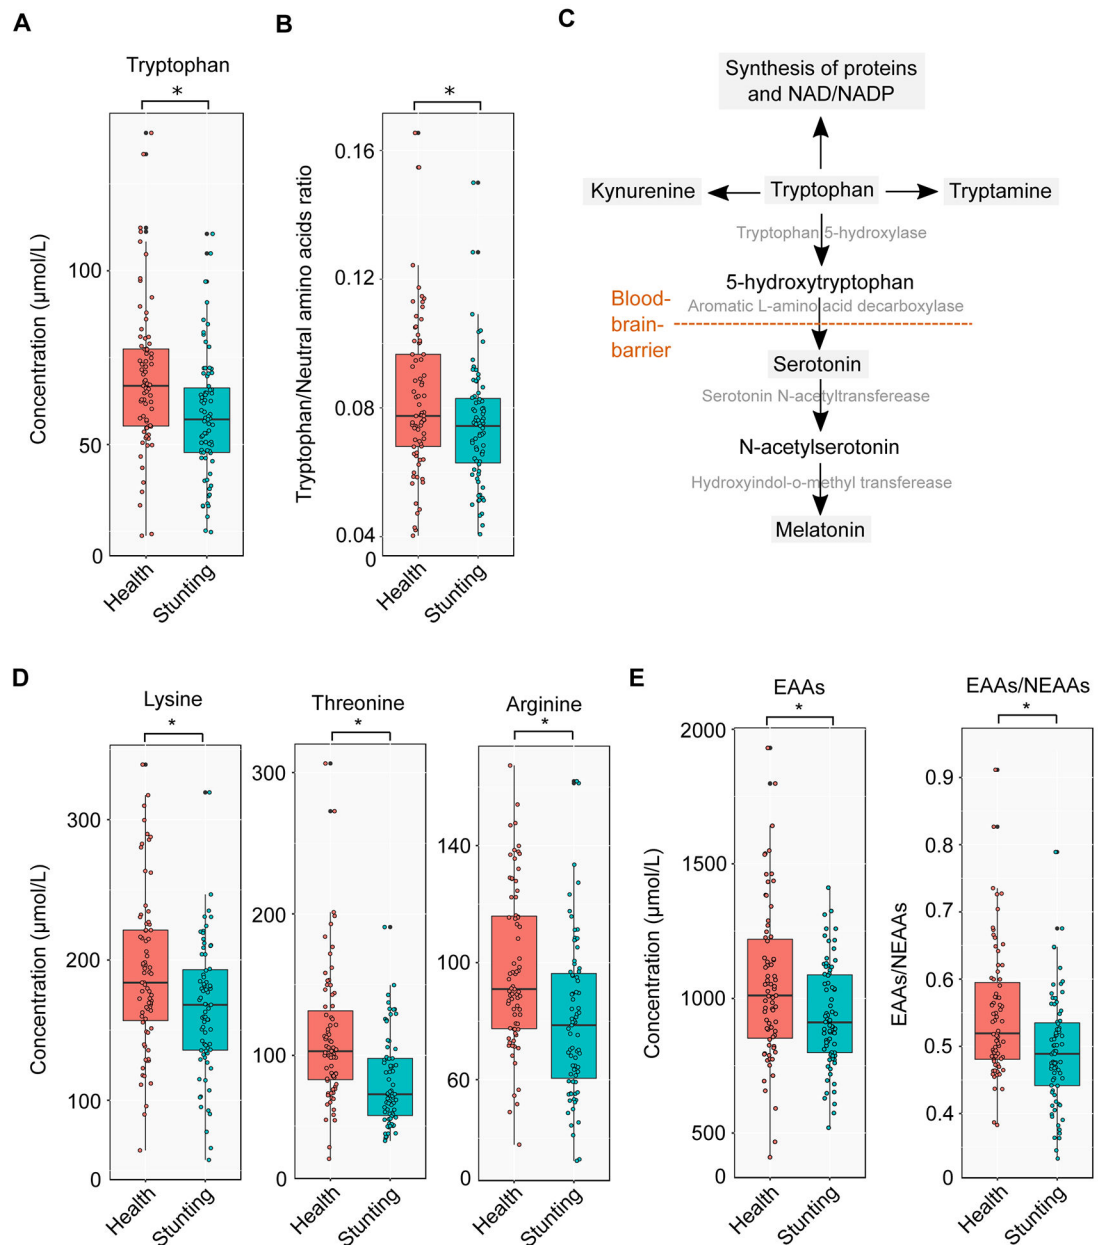 A
Tryptophan
*
Concentration (µmol/L)
100
50
0
Health
Stunting
B
*
Tryptophan/Neutral amino acids ratio
0.16
0.12
0.08
0.04
0
Health
Stunting
C
Synthesis of proteins
and NAD/NADP
Kynurenine
Tryptophan
Tryptamine
Tryptophan 5-hydroxylase
5-hydroxytryptophan
Aromatic L-amino acid decarboxylase
Blood-
brain-
barrier
Serotonin
Serotonin N-acetyltransferease
N-acetylserotonin
Hydroxyindol-o-methyl transferease
Melatonin
D
Lysine
*
Concentration (µmol/L)
300
200
100
0
Health
Stunting
Threonine
*
300
200
100
0
Health
Stunting
Arginine
*
140
100
60
0
Health
Stunting
E
EAAs
*
Concentration (µmol/L)
2000
1500
1000
500
0
Health
Stunting
EAAs/NEAAs
*
EAAs/NEAAs
0.9
0.8
0.7
0.6
0.5
0.4
0
Health
Stunting